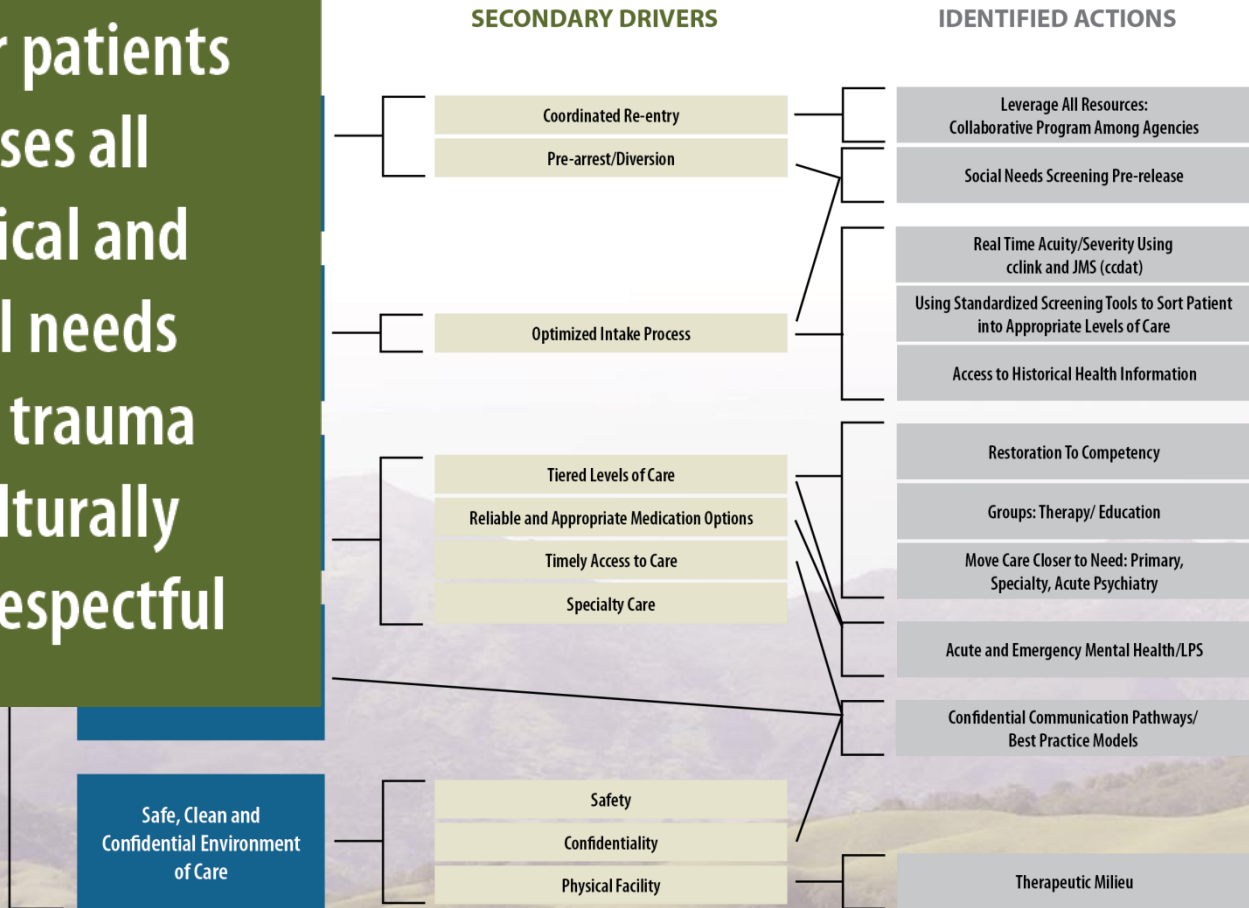 r patients
ses all
ical and
l needs
trauma
lturally
espectful
Safe, Clean and
Confidential Environment
of Care
SECONDARY DRIVERS
Coordinated Re-entry
Pre-arrest/Diversion
Optimized Intake Process
Tiered Levels of Care
Reliable and Appropriate Medication Options
Timely Access to Care
Specialty Care
Safety
Confidentiality
Physical Facility
IDENTIFIED ACTIONS
Leverage All Resources:
Collaborative Program Among Agencies
Social Needs Screening Pre-release
Real Time Acuity/Severity Using
cclink and JMS (ccdat)
Using Standardized Screening Tools to Sort Patient
into Appropriate Levels of Care
Access to Historical Health Information
Restoration To Competency
Groups: Therapy/ Education
Move Care Closer to Need: Primary,
Specialty, Acute Psychiatry
Acute and Emergency Mental Health/LPS
Confidential Communication Pathways/
Best Practice Models
Therapeutic Milieu